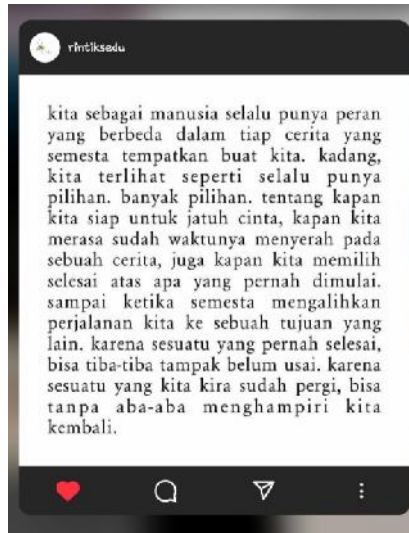 rintiksedu
kita sebagai manusia selalu punya peran
yang berbeda dalam tiap cerita yang
semesta tempatkan buat kita. kadang,
kita terlihat seperti selalu punya
pilihan. banyak pilihan. tentang kapan
kita siap untuk jatuh cinta, kapan kita
merasa sudah waktunya menyerah pada
sebuah cerita, juga kapan kita memilih
selesai atas apa yang pernah dimulai.
sampai ketika semesta mengalihkan
perjalanan kita ke sebuah tujuan yang
lain. karena sesuatu yang pernah selesai,
bisa tiba-tiba tampak belum usai. karena
sesuatu yang kita kira sudah pergi, bisa
tanpa aba-aba menghampiri kita
kembali.